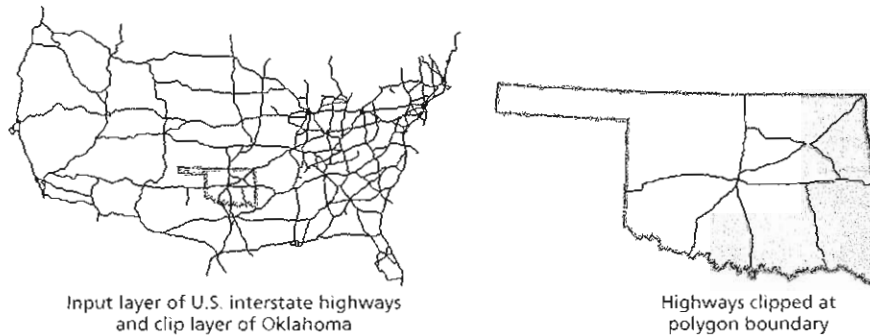 Input layer of U.S. interstate highways
and clip layer of Oklahoma
Highways clipped at
polygon boundary